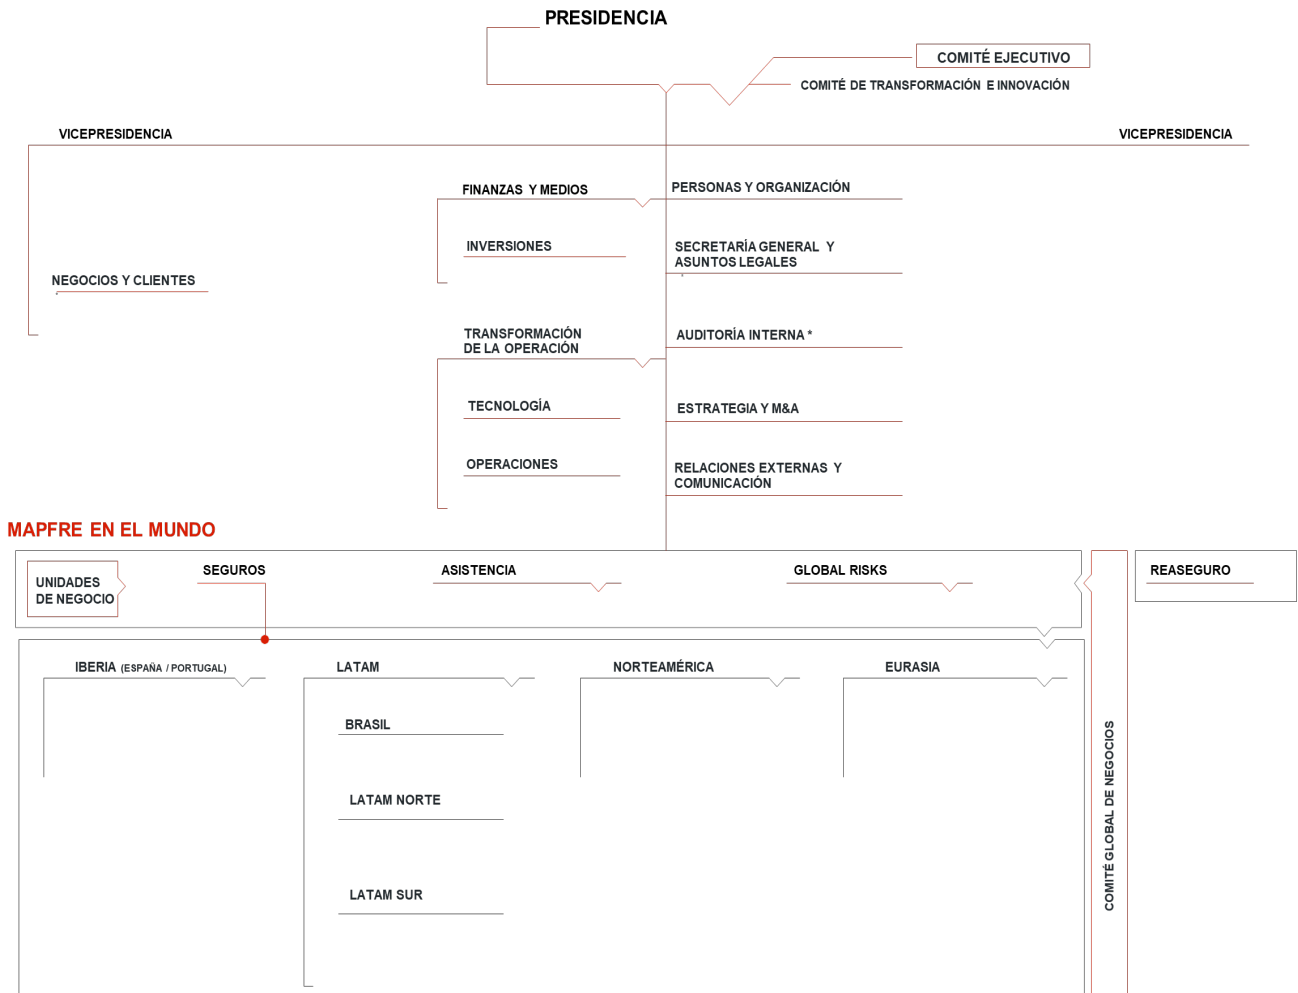 PRESIDENCIA
COMITÉ EJECUTIVO
COMITÉ DE TRANSFORMACIÓN E INNOVACIÓN
VICEPRESIDENCIA
VICEPRESIDENCIA
FINANZAS Y MEDIOS
PERSONAS Y ORGANIZACIÓN
INVERSIONES
SECRETARÍA GENERAL Y
ASUNTOS LEGALES
NEGOCIOS Y CLIENTES
TRANSFORMACIÓN
DE LA OPERACIÓN
AUDITORÍA INTERNA *
TECNOLOGÍA
ESTRATEGIA Y M&A
OPERACIONES
RELACIONES EXTERNAS Y
COMUNICACIÓN
MAPFRE EN EL MUNDO
UNIDADES
DE NEGOCIO
SEGUROS
ASISTENCIA
GLOBAL RISKS
REASEGURO
IBERIA (ESPAÑA / PORTUGAL)
LATAM
NORTEAMÉRICA
EURASIA
BRASIL
LATAM NORTE
LATAM SUR
COMITÉ GLOBAL DE NEGOCIOS